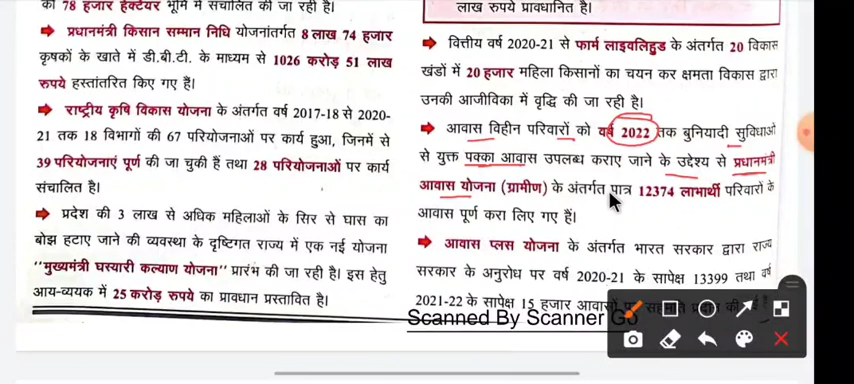 की 78 हजार हेक्टेयर भूमि में संचालित की जा रही है।
➔ प्रधानमंत्री किसान सम्मान निधि योजनांतर्गत 8 लाख 74 हजार
कृषकों के खाते में डी.बी.टी. के माध्यम से 1026 करोड़ 51 लाख
रुपये हस्तांतरित किए गए हैं।
➔ राष्ट्रीय कृषि विकास योजना के अंतर्गत वर्ष 2017-18 से 2020-
21 तक 18 विभागों की 67 परियोजनाओं पर कार्य हुआ, जिनमें से
39 परियोजनाएं पूर्ण की जा चुकी हैं तथा 28 परियोजनाओं पर कार्य
संचालित है।
➔ प्रदेश की 3 लाख से अधिक महिलाओं के सिर से घास का
बोझ हटाए जाने की व्यवस्था के दृष्टिगत राज्य में एक नई योजना
''मुख्यमंत्री घस्यारी कल्याण योजना'' प्रारंभ की जा रही है। इस हेतु
आय-व्ययक में 25 करोड़ रुपये का प्रावधान प्रस्तावित है।
लाख रुपये प्रावधानित है।
➔ वित्तीय वर्ष 2020-21 से फार्म लाइवलिहुड के अंतर्गत 20 विकास
खंडों में 20 हजार महिला किसानों का चयन कर क्षमता विकास द्वारा
उनकी आजीविका में वृद्धि की जा रही है।
➔ आवास विहीन परिवारों को वर्ष 2022 तक बुनियादी सुविधाओं
से युक्त पक्का आवास उपलब्ध कराए जाने के उद्देश्य से प्रधानमंत्री
आवास योजना (ग्रामीण) के अंतर्गत पात्र 12374 लाभार्थी परिवारों के
आवास पूर्ण करा लिए गए हैं।
➔ आवास प्लस योजना के अंतर्गत भारत सरकार द्वारा राज्य
सरकार के अनुरोध पर वर्ष 2020-21 के सापेक्ष 13399 तथा वर्ष
2021-22 के सापेक्ष 15 हजार आवासों
Scanned By Scanner Go